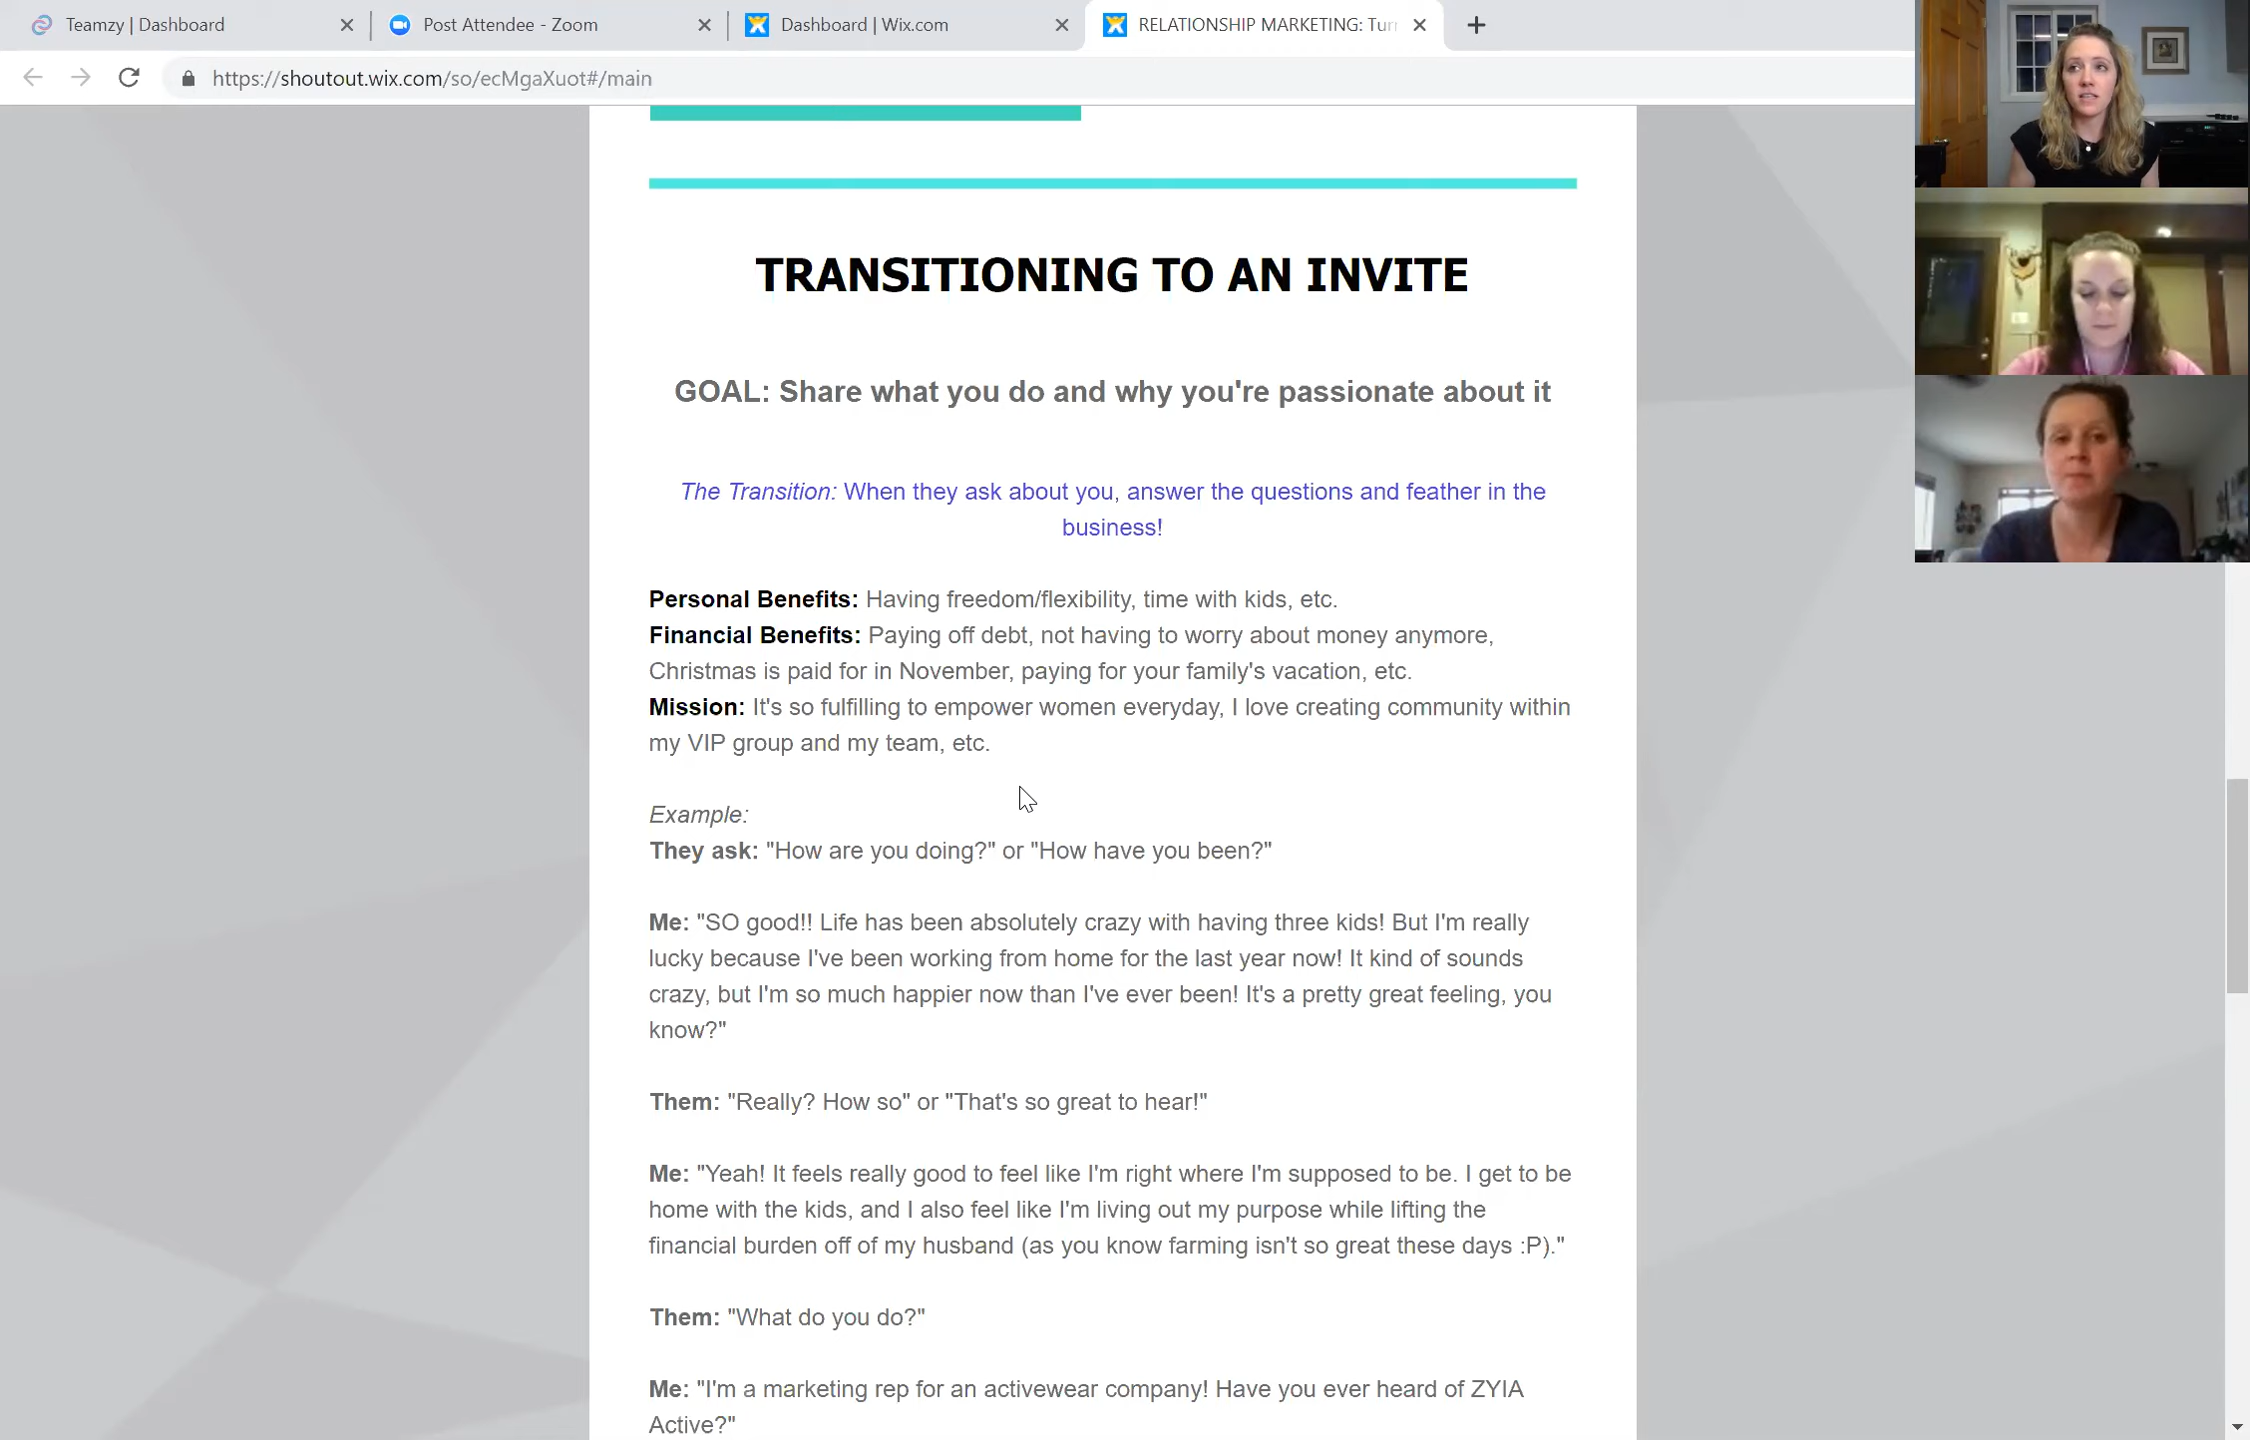 Teamzy | Dashboard
Post Attendee - Zoom
Dashboard | Wix.com
RELATIONSHIP MARKETING: Tur
https://shoutout.wix.com/so/ecMgaXuot#/main
TRANSITIONING TO AN INVITE
GOAL: Share what you do and why you're passionate about it
The Transition: When they ask about you, answer the questions and feather in the
business!
Personal Benefits: Having freedom/flexibility, time with kids, etc.
Financial Benefits: Paying off debt, not having to worry about money anymore,
Christmas is paid for in November, paying for your family's vacation, etc.
Mission: It's so fulfilling to empower women everyday, I love creating community within
my VIP group and my team, etc.
Example:
They ask: "How are you doing?" or "How have you been?"
Me: "SO good!! Life has been absolutely crazy with having three kids! But I'm really
lucky because I've been working from home for the last year now! It kind of sounds
crazy, but I'm so much happier now than I've ever been! It's a pretty great feeling, you
know?"
Them: "Really? How so" or "That's so great to hear!"
Me: "Yeah! It feels really good to feel like I'm right where I'm supposed to be. I get to be
home with the kids, and I also feel like I'm living out my purpose while lifting the
financial burden off of my husband (as you know farming isn't so great these days :P)."
Them: "What do you do?"
Me: "I'm a marketing rep for an activewear company! Have you ever heard of ZYIA
Active?"